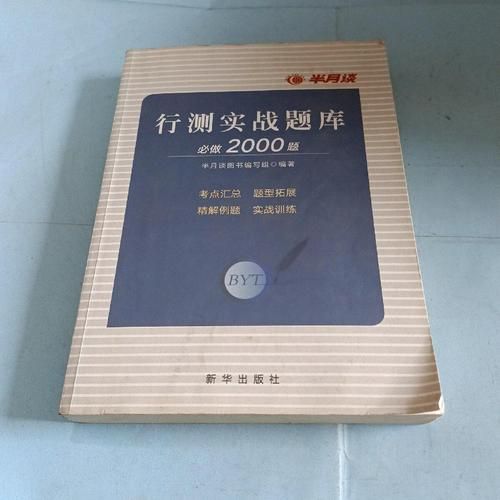 半月谈
行测实战题库
必做2000题
半月谈图书编写组◇编著
考点汇总 题型拓展
精解例题 实战训练
BYT
新华出版社